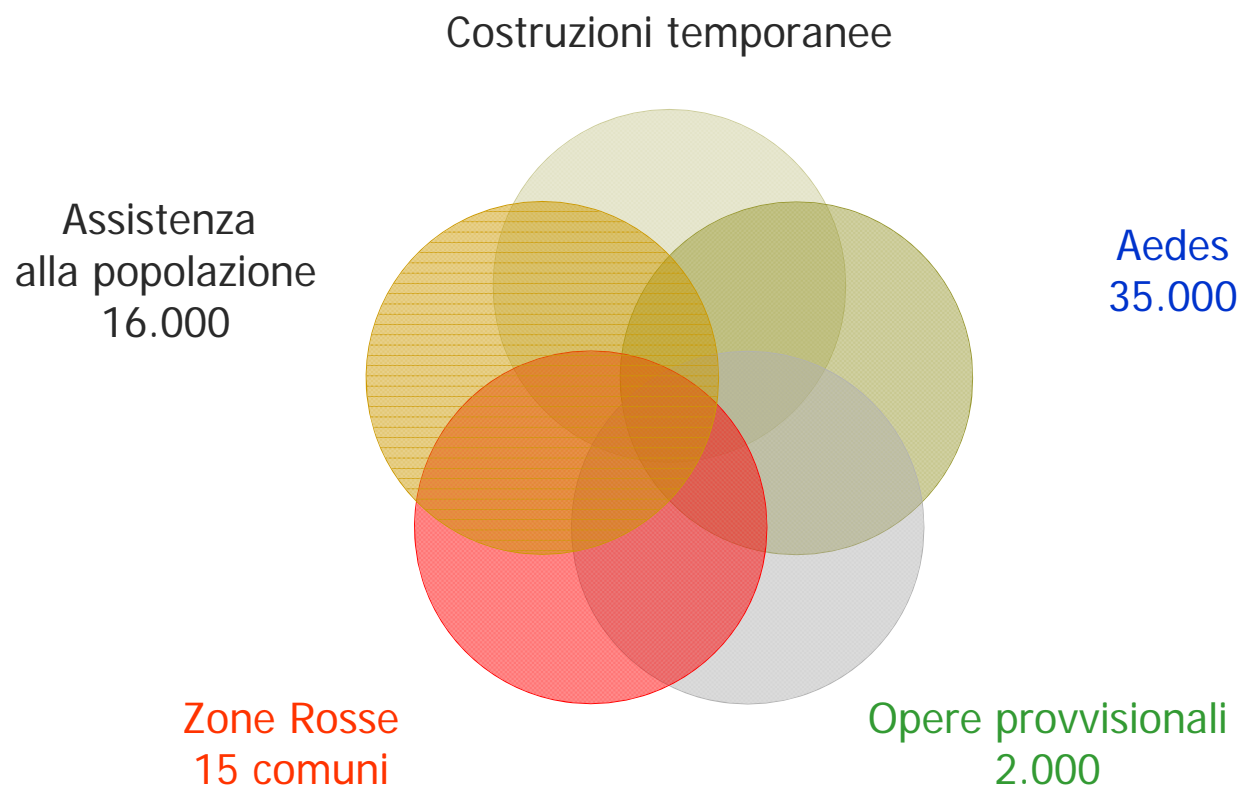 Costruzioni temporanee
Assistenza
alla popolazione
16.000
Aedes
35.000
Zone Rosse
15 comuni
Opere provvisionali
2.000